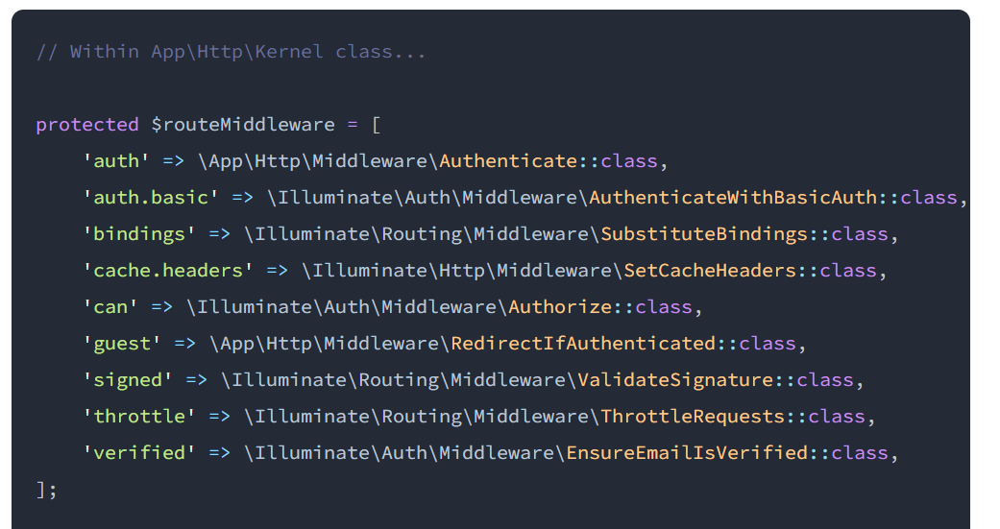 // Within App\Http\Kernel class...
protected $routeMiddleware = [
'auth' => \App\Http\Middleware\Authenticate::class,
'auth.basic' => \Illuminate\Auth\Middleware\AuthenticateWithBasicAuth::class,
'bindings' => \Illuminate\Routing\Middleware\SubstituteBindings::class,
'cache.headers' => \Illuminate\Http\Middleware\SetCacheHeaders::class,
'can' => \Illuminate\Auth\Middleware\Authorize::class,
'guest' => \App\Http\Middleware\RedirectIfAuthenticated::class,
'signed' => \Illuminate\Routing\Middleware\ValidateSignature::class,
'throttle' => \Illuminate\Routing\Middleware\ThrottleRequests::class,
'verified' => \Illuminate\Auth\Middleware\EnsureEmailIsVerified::class,
];